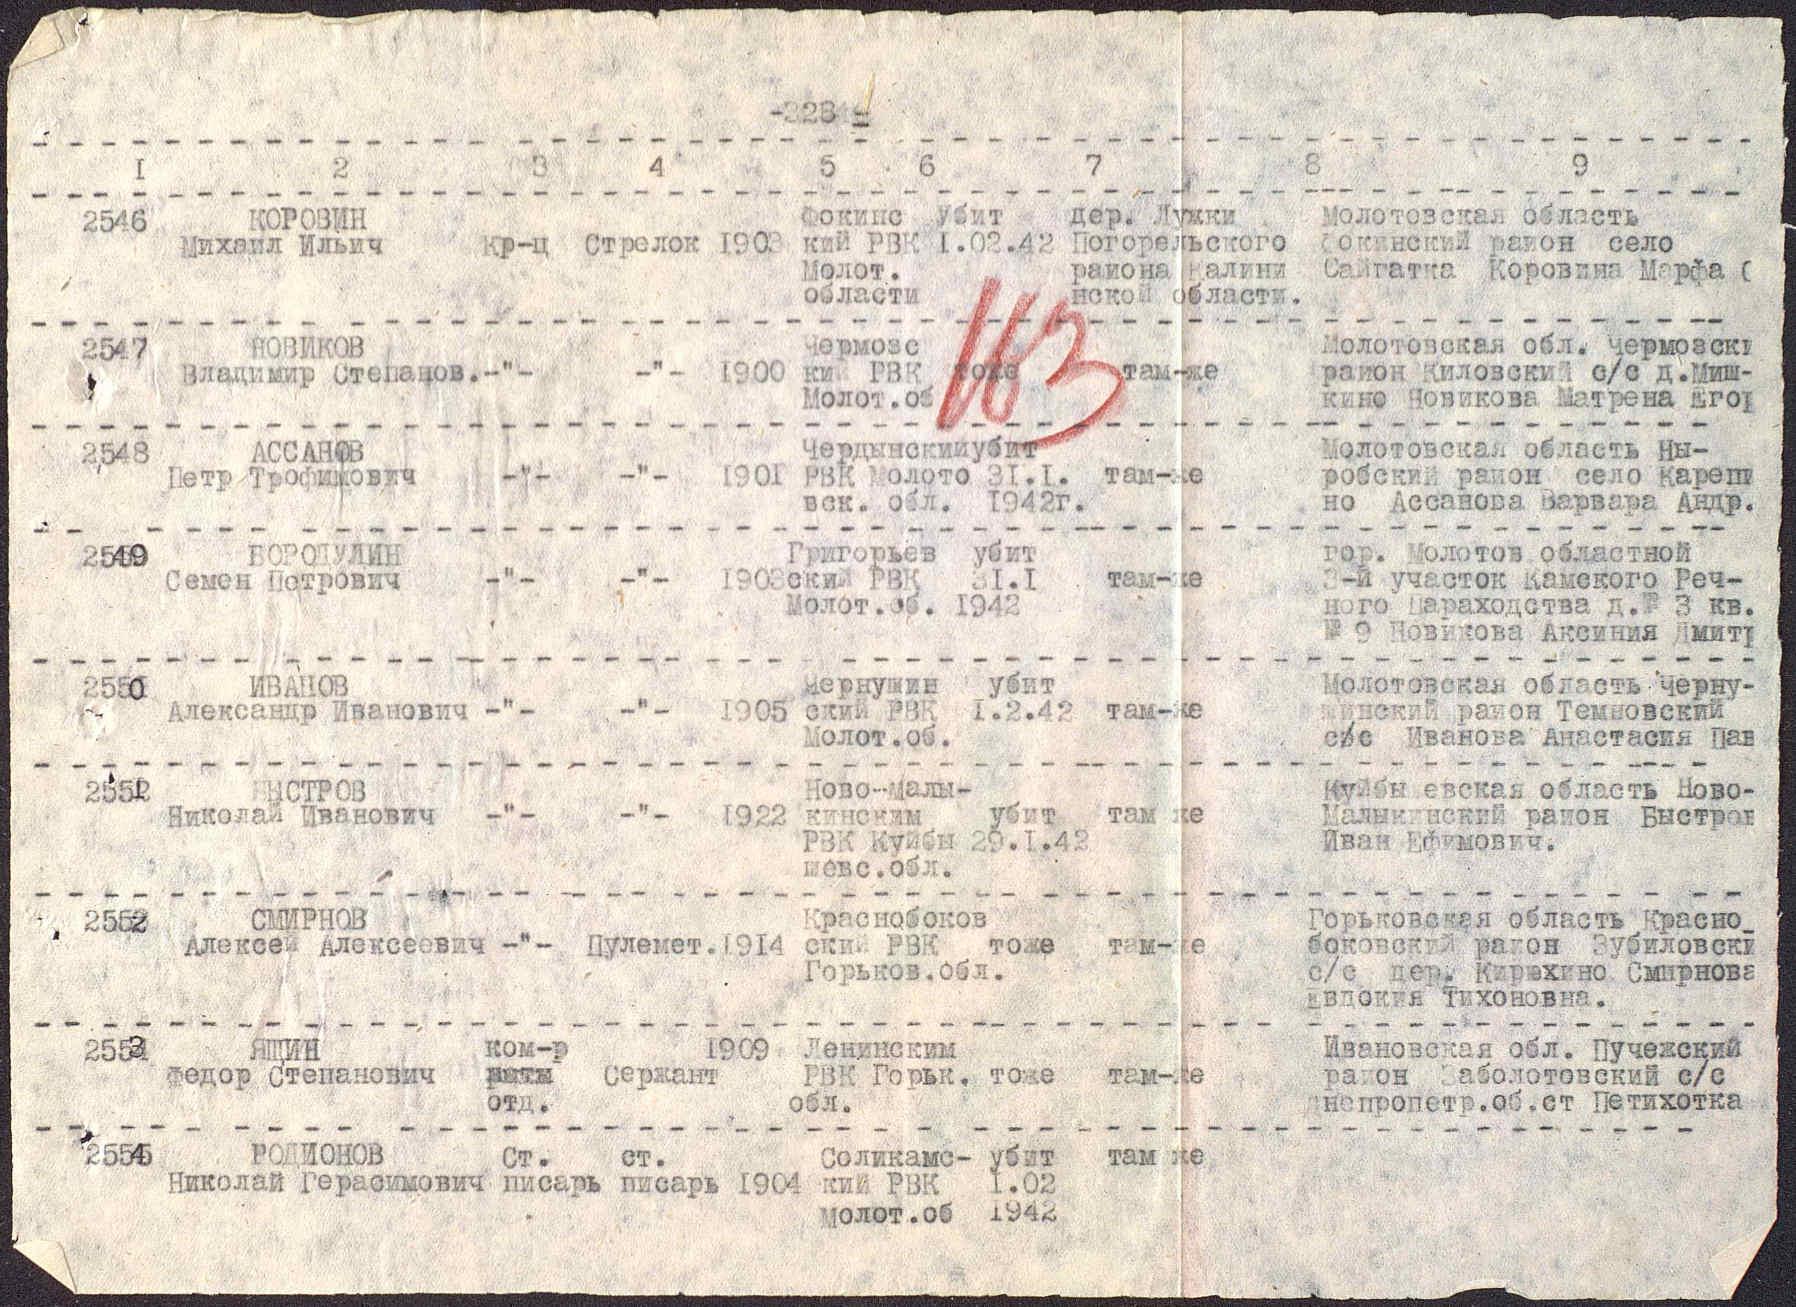 -328-
1 2 3 4 5 6 7 8 9
2546 КОРОВИН Фокинс убит дер. Лужки Молотовская область
Михаил Ильич кр-ц Стрелок 1903 кий РВК 1.02.42 Погорельского Фокинский район село
Молот. района Калини Сайгатка Коровина Марфа
области нской области.
183
2547 НОВИКОВ Чермозс Молотовская обл. Чермозски
Владимир Степанов. -"- -"- 1900 кий РВК тоже там-же район Киловский с/с д.Миш-
Молот.об кино Новикова Матрена Егор
2548 АССАНОВ Чердынский убит Молотовская область Ны-
Петр Трофимович -"- -"- 1901 РВК Молото 31.1. там-же робский район село Карепи
вск. обл. 1942г. но Ассанова Варвара Андр.
2549 БОРОДУЛИН Григорьев убит гор. Молотов областной
Семен Петрович -"- -"- 1903 ский РВК 31.1 там-же 3-й участок Камского Реч-
Молот.об. 1942 ного Параходства д.№ 3 кв.
№ 9 Новикова Аксиния Дмитр
2550 ИВАНОВ Чернушин убит Молотовская область Черну-
Александр Иванович -"- -"- 1905 ский РВК 1.2.42 там-же шинский район Темновский
Молот.об. с/с Иванова Анастасия Пав
2551 БЫСТРОВ Ново-малы- Куйбышевская область Ново-
Николай Иванович -"- -"- 1922 кинским убит там же Малыкинский район Быстров
РВК Куйбы 29.1.42 Иван Ефимович.
шевс.обл.
2552 СМИРНОВ Краснобоков Горьковская область Красно_
Алексей Алексеевич -"- Пулемет. 1914 ский РВК тоже там-же боковский район Зубиловски
Горьков.обл. с/с дер. Кирюхино Смирнова
Евдокия Тихоновна.
2553 ЯШИН ком-р 1909 Ленинским Ивановская обл. Пучежский
Федор Степанович Сержант РВК Горьк. тоже там-же район Заболотовский с/с
отд. обл. Днепропетр.об.ст Петихотка
2554 РОДИОНОВ Ст. ст. Соликамс- убит там же
Николай Герасимович писарь писарь 1904 кий РВК 1.02
молот.об 1942